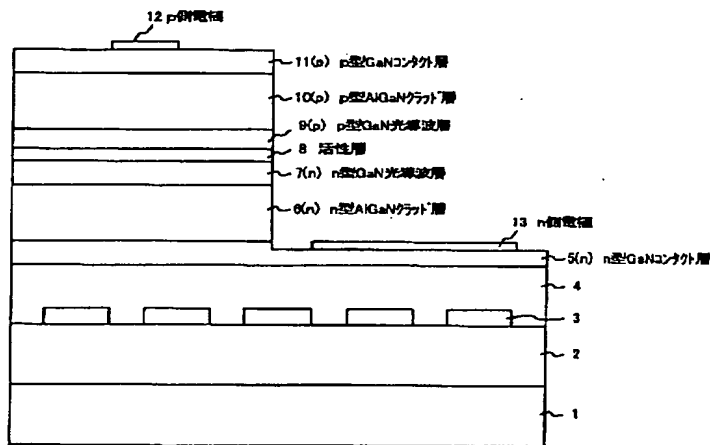 12 p側電極
11(p) p型GaNコンタクト層
10(p) p型AlGaNクラッド層
9(p) p型GaN光導波層
8 活性層
7(n) n型GaN光導波層
6(n) n型AlGaNクラッド層
13 n側電極
5(n) n型GaNコンタクト層
4
3
2
1